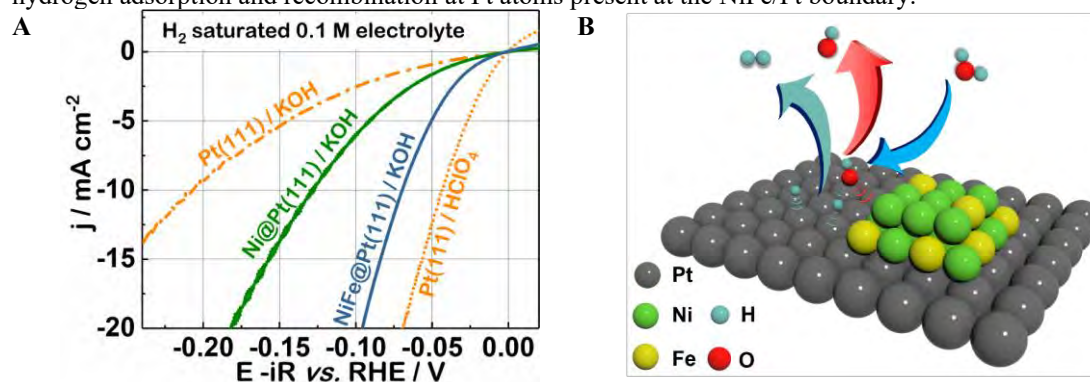 hydrogen adsorption and recombination at Pt atoms present at the NiFe/Pt boundary.
A
B
H2 saturated 0.1 M electrolyte
0
-5
-10
-15
-20
j / mA cm-2
Pt(111) / KOH
Ni@Pt(111) / KOH
NiFe@Pt(111) / KOH
Pt(111) / HClO4
-0.20 -0.15 -0.10 -0.05 0.00
E -iR vs. RHE / V
Pt
Ni H
Fe O